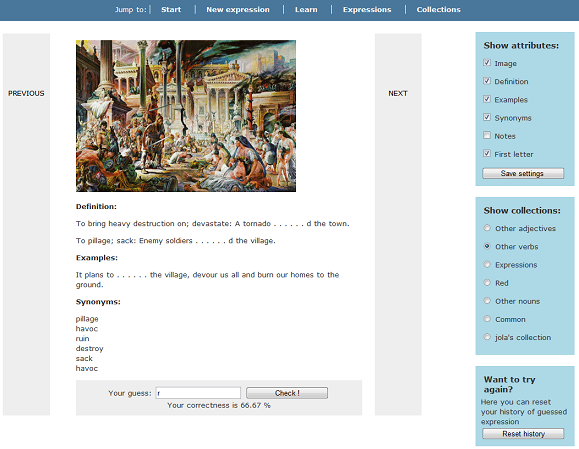 Jump to: | Start | New expression | Learn | Expressions | Collections
PREVIOUS
NEXT
Definition:
To bring heavy destruction on; devastate: A tornado . . . . . . d the town.
To pillage; sack: Enemy soldiers . . . . . . d the village.
Examples:
It plans to . . . . . . the village, devour us all and burn our homes to the
ground.
Synonyms:
pillage
havoc
ruin
destroy
sack
havoc
Your guess: r Check !
Your correctness is 66.67 %
Show attributes:
Image
Definition
Examples
Synonyms
Notes
First letter
Save settings
Show collections:
Other adjectives
Other verbs
Expressions
Red
Other nouns
Common
jola's collection
Want to try
again?
Here you can reset
your history of guessed
expression
Reset history